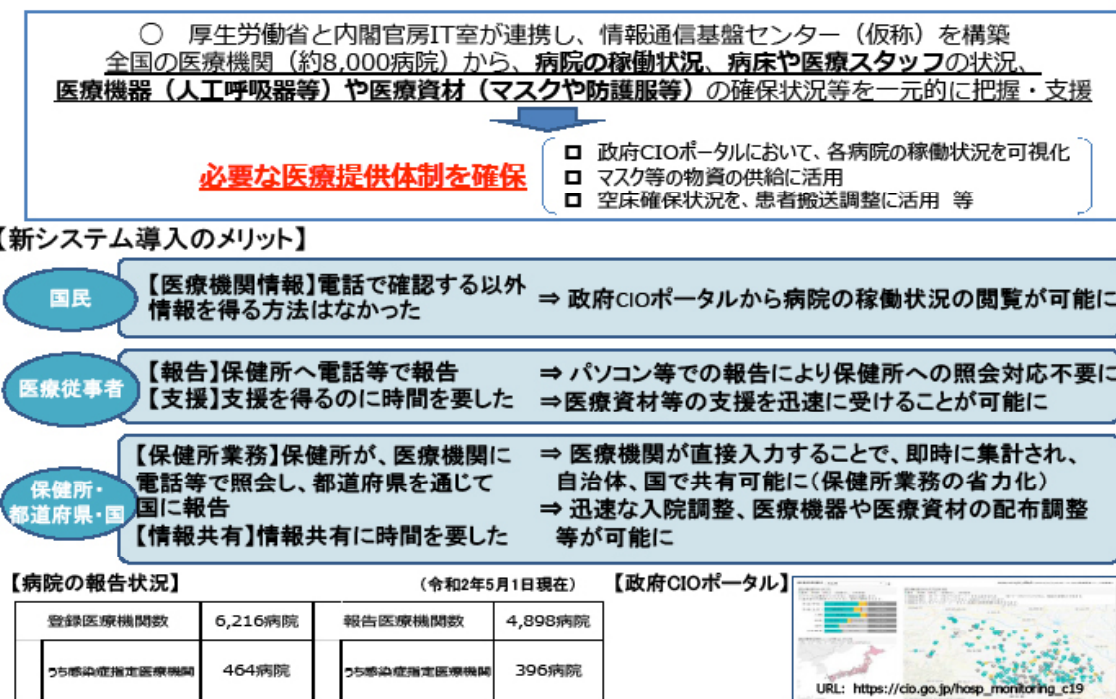 ○ 厚生労働省と内閣官房IT室が連携し、情報通信基盤センター（仮称）を構築
全国の医療機関（約8,000病院）から、病院の稼働状況、病床や医療スタッフの状況、
医療機器（人工呼吸器等）や医療資材（マスクや防護服等）の確保状況等を一元的に把握・支援
必要な医療提供体制を確保
政府CIOポータルにおいて、各病院の稼働状況を可視化
マスク等の物資の供給に活用
空床確保状況を、患者搬送調整に活用 等
【新システム導入のメリット】
国民
【医療機関情報】電話で確認する以外
情報を得る方法はなかった
⇒ 政府CIOポータルから病院の稼働状況の閲覧が可能に
医療従事者
【報告】保健所へ電話等で報告
【支援】支援を得るのに時間を要した
⇒ パソコン等での報告により保健所への照会対応不要に
⇒医療資材等の支援を迅速に受けることが可能に
保健所・
都道府県・国
【保健所業務】保健所が、医療機関に
電話等で照会し、都道府県を通じて
国に報告
【情報共有】情報共有に時間を要した
⇒ 医療機関が直接入力することで、即時に集計され、
自治体、国で共有可能に（保健所業務の省力化）
⇒ 迅速な入院調整、医療機器や医療資材の配布調整
等が可能に
【病院の報告状況】 （令和2年5月1日現在）
登録医療機関数 6,216病院 報告医療機関数 4,898病院
うち感染症指定医療機関 464病院 うち感染症指定医療機関 396病院
【政府CIOポータル】
URL: https://cio.go.jp/hosp_monitoring_c19